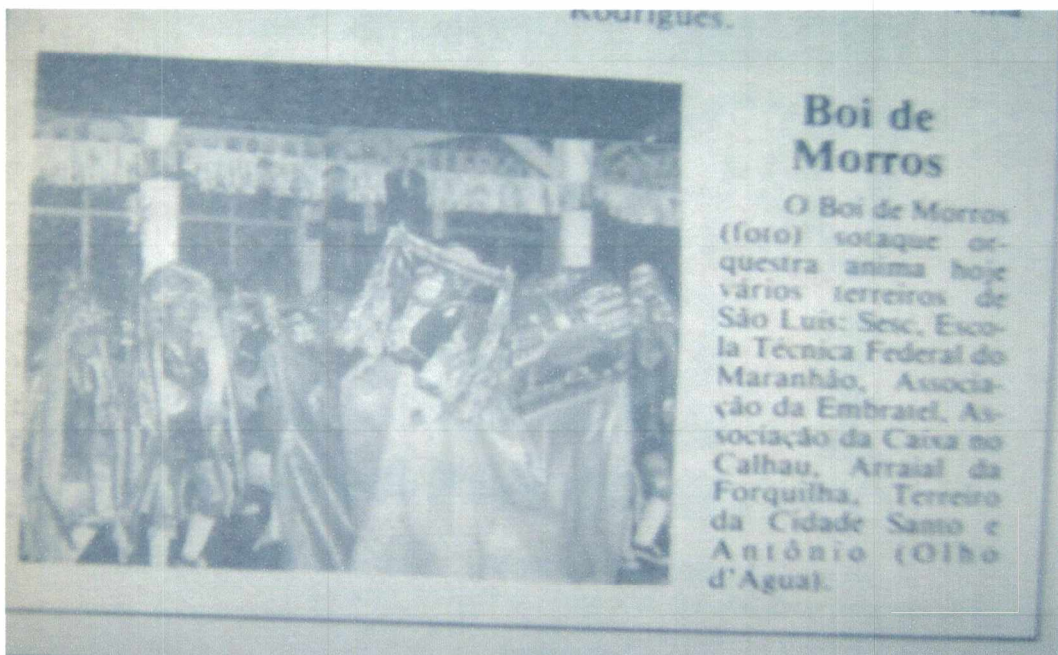 Rodrigues.
Boi de
Morros
O Boi de Morros
(foto) sotaque or-
questra anima hoje
vários terreiros de
São Luis: Sesc, Esco-
la Técnica Federal do
Maranhão, Associa-
ção da Embratel, As-
sociação da Caixa no
Calhau, Arraial da
Forquilha, Terreiro
da Cidade Santo e
Antônio (Olho
d'Agua).